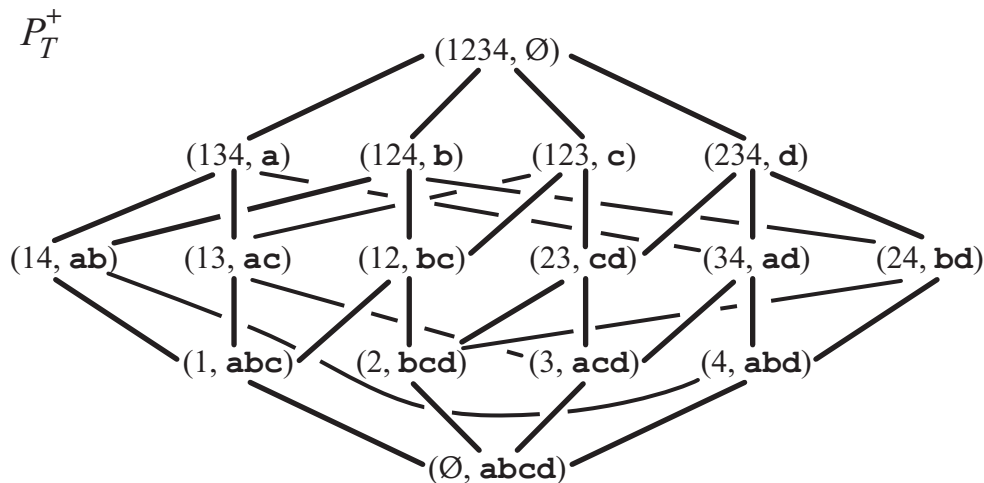 P_T^+
(1234, Ø)
(134, a) (124, b) (123, c) (234, d)
(14, ab) (13, ac) (12, bc) (23, cd) (34, ad) (24, bd)
(1, abc) (2, bcd) (3, acd) (4, abd)
(Ø, abcd)